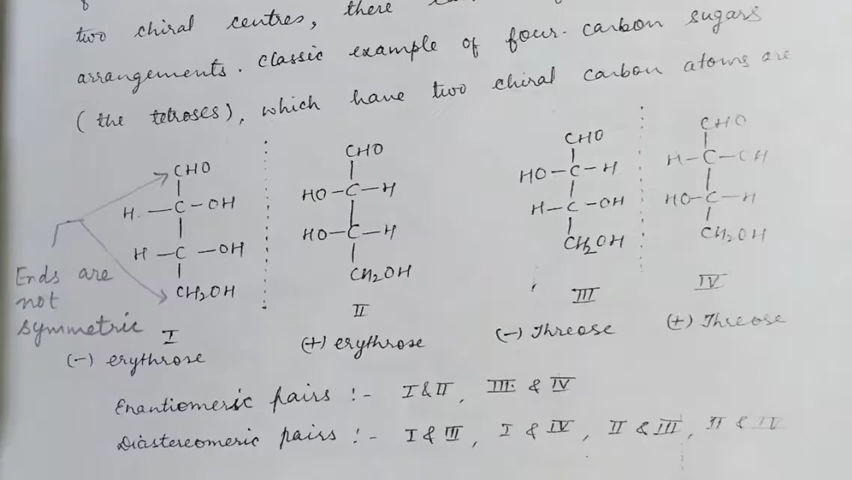 two chiral centres, there
arrangements. classic example of four-carbon sugars
(the tetroses), which have two chiral carbon atoms are
CHO
H - C - OH
H - C - OH
CH2OH
I
(-) erythrose
CHO
HO - C - H
HO - C - H
CH2OH
II
(+) erythrose
CHO
HO - C - H
H - C - OH
CH2OH
III
(-) Threose
CHO
H - C - OH
HO - C - H
CH2OH
IV
(+) Threose
Ends are
not
symmetric
Enantiomeric pairs :- I & II, III & IV
Diastereomeric pairs :- I & III, I & IV, II & III, II & IV